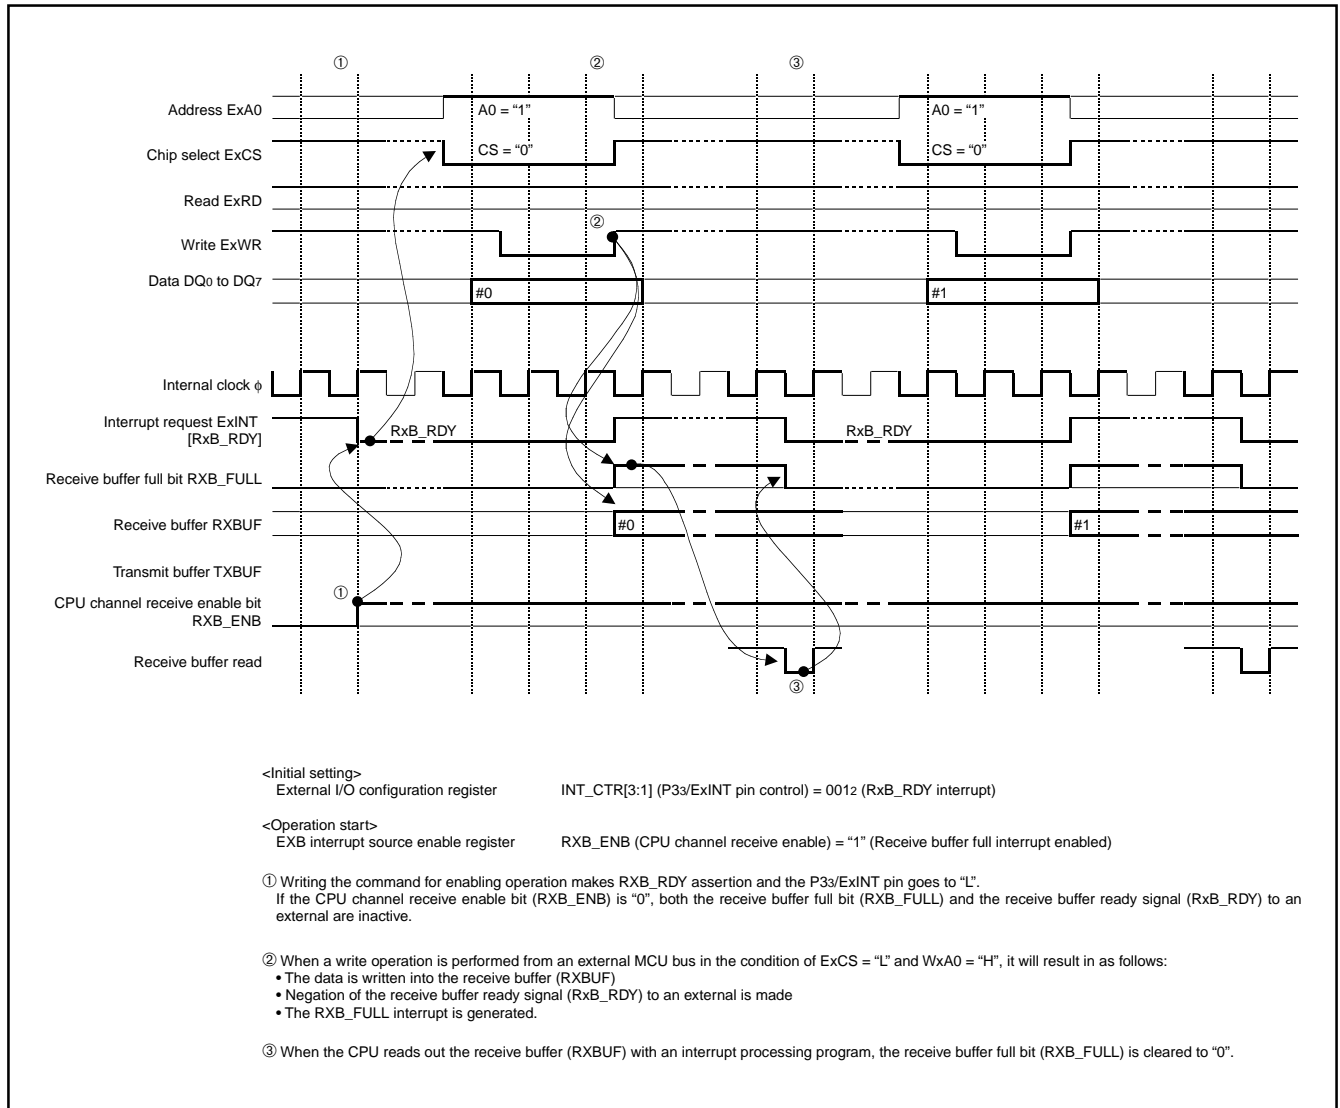 ① ② ③
Address ExA0
A0 = “1”
A0 = “1”
Chip select ExCS
CS = “0”
CS = “0”
Read ExRD
②
Write ExWR
Data DQ0 to DQ7
#0
#1
Internal clock φ
Interrupt request ExINT
[RxB_RDY]
RxB_RDY
RxB_RDY
Receive buffer full bit RXB_FULL
Receive buffer RXBUF
#0
#1
Transmit buffer TXBUF
CPU channel receive enable bit
RXB_ENB
①
Receive buffer read
③
<Initial setting>
External I/O configuration register INT_CTR[3:1] (P33/ExINT pin control) = 0012 (RxB_RDY interrupt)
<Operation start>
EXB interrupt source enable register RXB_ENB (CPU channel receive enable) = “1” (Receive buffer full interrupt enabled)
① Writing the command for enabling operation makes RXB_RDY assertion and the P33/ExINT pin goes to “L”.
If the CPU channel receive enable bit (RXB_ENB) is “0”, both the receive buffer full bit (RXB_FULL) and the receive buffer ready signal (RxB_RDY) to an
external are inactive.
② When a write operation is performed from an external MCU bus in the condition of ExCS = “L” and WxA0 = “H”, it will result in as follows:
• The data is written into the receive buffer (RXBUF)
• Negation of the receive buffer ready signal (RxB_RDY) to an external is made
• The RXB_FULL interrupt is generated.
③ When the CPU reads out the receive buffer (RXBUF) with an interrupt processing program, the receive buffer full bit (RXB_FULL) is cleared to “0”.